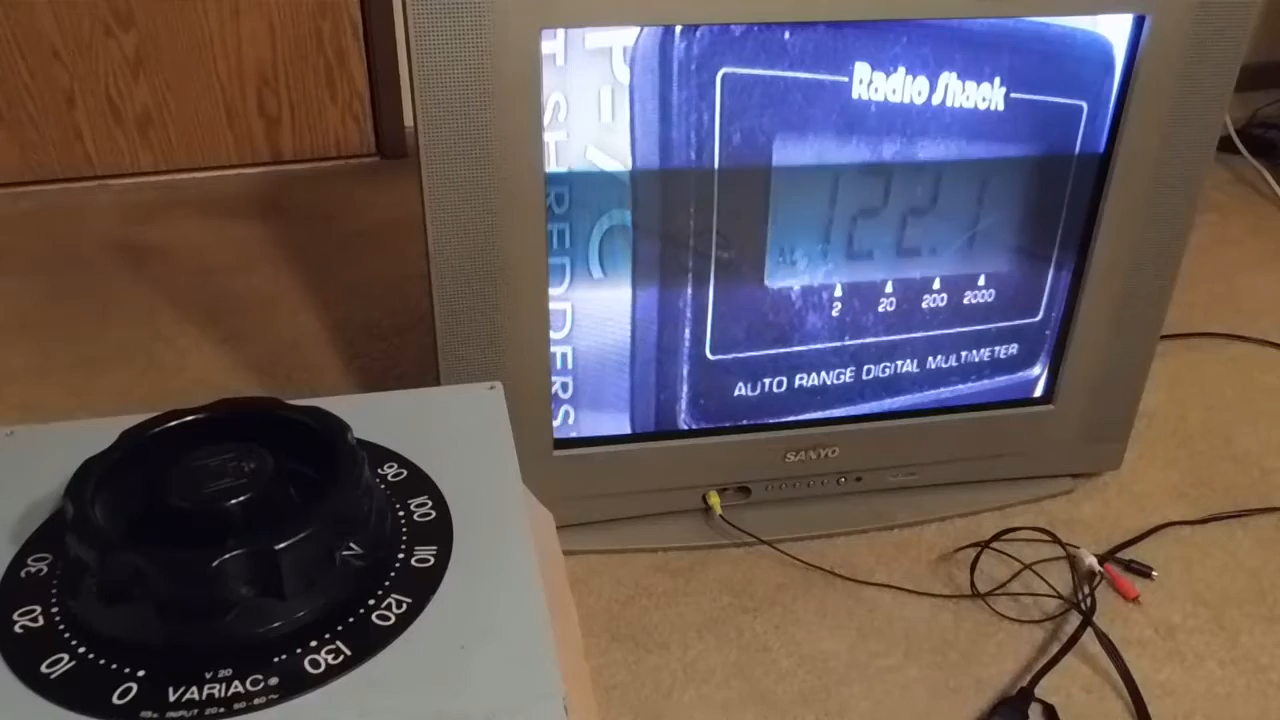 Radio Shack
122.1
2 20 200 2000
AUTO RANGE DIGITAL MULTIMETER
T SHREDDERS
SANYO
90
100
110
120
130
30
20
10
0
V 20
VARIAC®